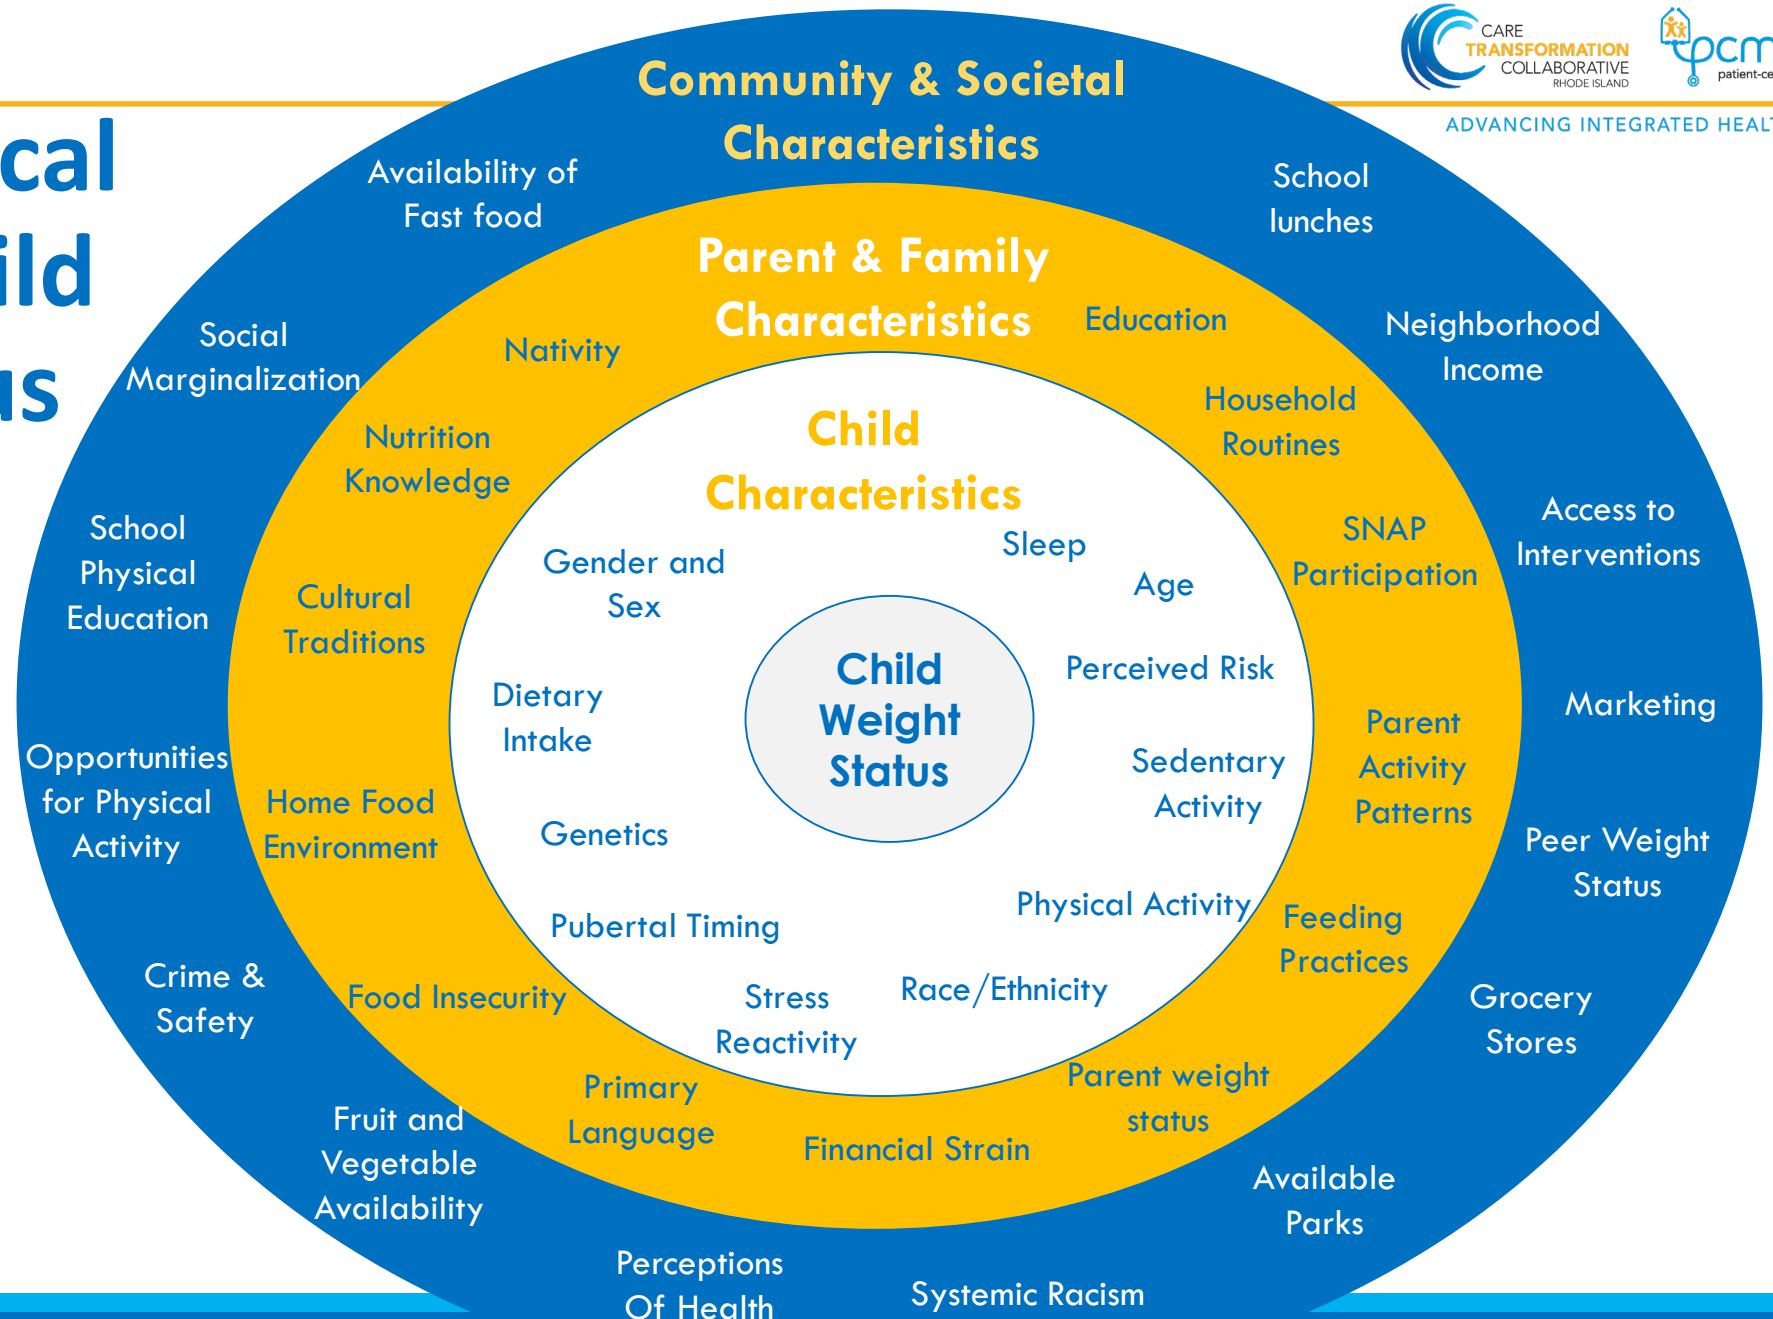 CARE
TRANSFORMATION
COLLABORATIVE
RHODE ISLAND
pcm
patient-ce
ADVANCING INTEGRATED HEALT
cal
ild
us
Community & Societal
Characteristics
Availability of
Fast food
School
lunches
Social
Marginalization
Neighborhood
Income
School
Physical
Education
Access to
Interventions
Opportunities
for Physical
Activity
Marketing
Peer Weight
Status
Crime &
Safety
Grocery
Stores
Fruit and
Vegetable
Availability
Available
Parks
Perceptions
Of Health
Systemic Racism
Parent & Family
Characteristics
Nativity
Education
Household
Routines
Nutrition
Knowledge
SNAP
Participation
Cultural
Traditions
Parent
Activity
Patterns
Home Food
Environment
Feeding
Practices
Food Insecurity
Parent weight
status
Primary
Language
Financial Strain
Child
Characteristics
Gender and
Sex
Sleep
Age
Perceived Risk
Dietary
Intake
Sedentary
Activity
Genetics
Physical Activity
Pubertal Timing
Race/Ethnicity
Stress
Reactivity
Child
Weight
Status